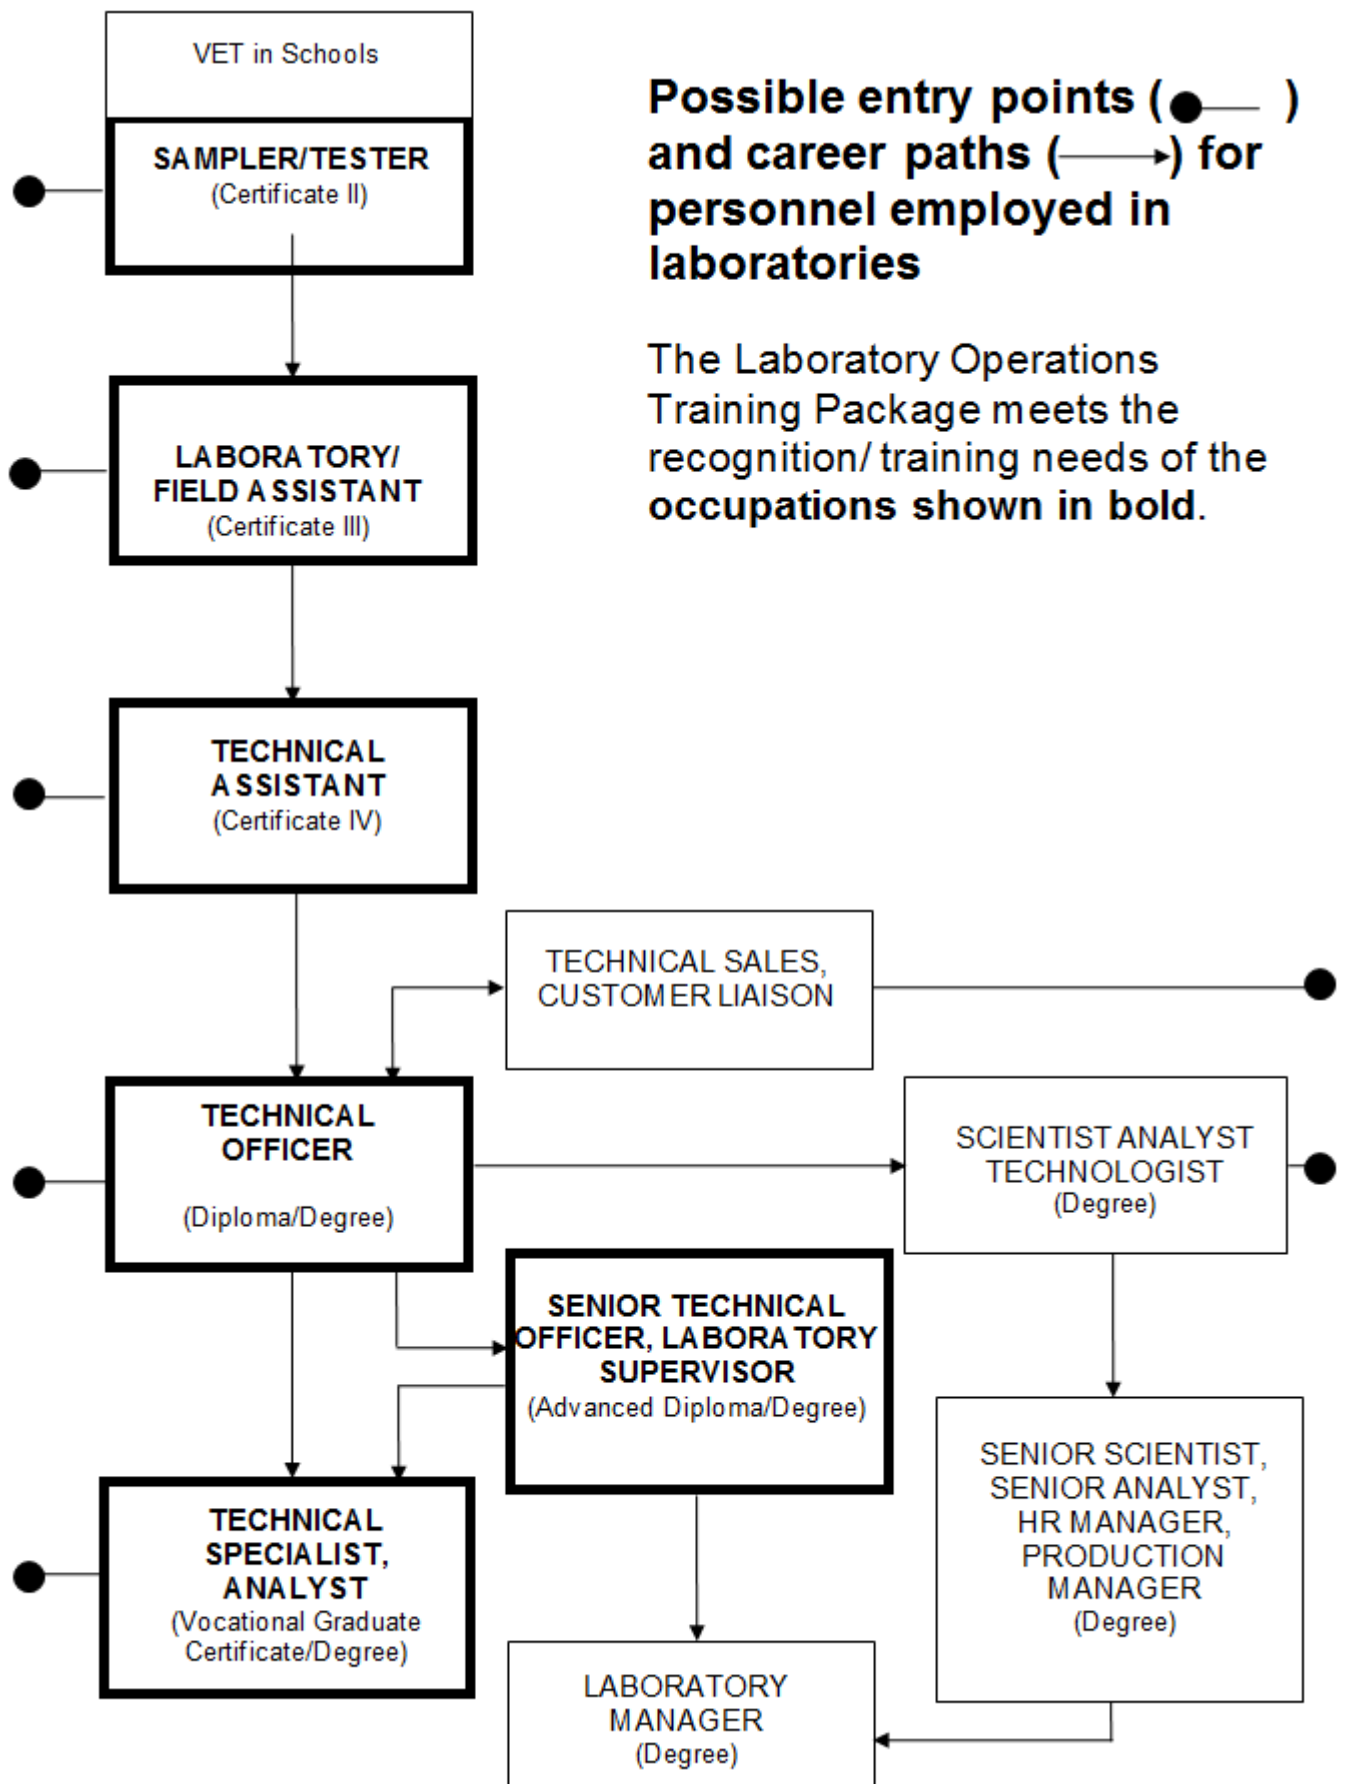 VET in Schools
SAMPLER/TESTER
(Certificate II)
Possible entry points ( )
and career paths ( ) for
personnel employed in
laboratories
The Laboratory Operations
Training Package meets the
recognition/ training needs of the
occupations shown in bold.
LABORATORY/
FIELD ASSISTANT
(Certificate III)
TECHNICAL
ASSISTANT
(Certificate IV)
TECHNICAL SALES,
CUSTOMER LIAISON
TECHNICAL
OFFICER
(Diploma/Degree)
SCIENTIST ANALYST
TECHNOLOGIST
(Degree)
SENIOR TECHNICAL
OFFICER, LABORATORY
SUPERVISOR
(Advanced Diploma/Degree)
SENIOR SCIENTIST,
SENIOR ANALYST,
HR MANAGER,
PRODUCTION
MANAGER
(Degree)
TECHNICAL
SPECIALIST,
ANALYST
(Vocational Graduate
Certificate/Degree)
LABORATORY
MANAGER
(Degree)